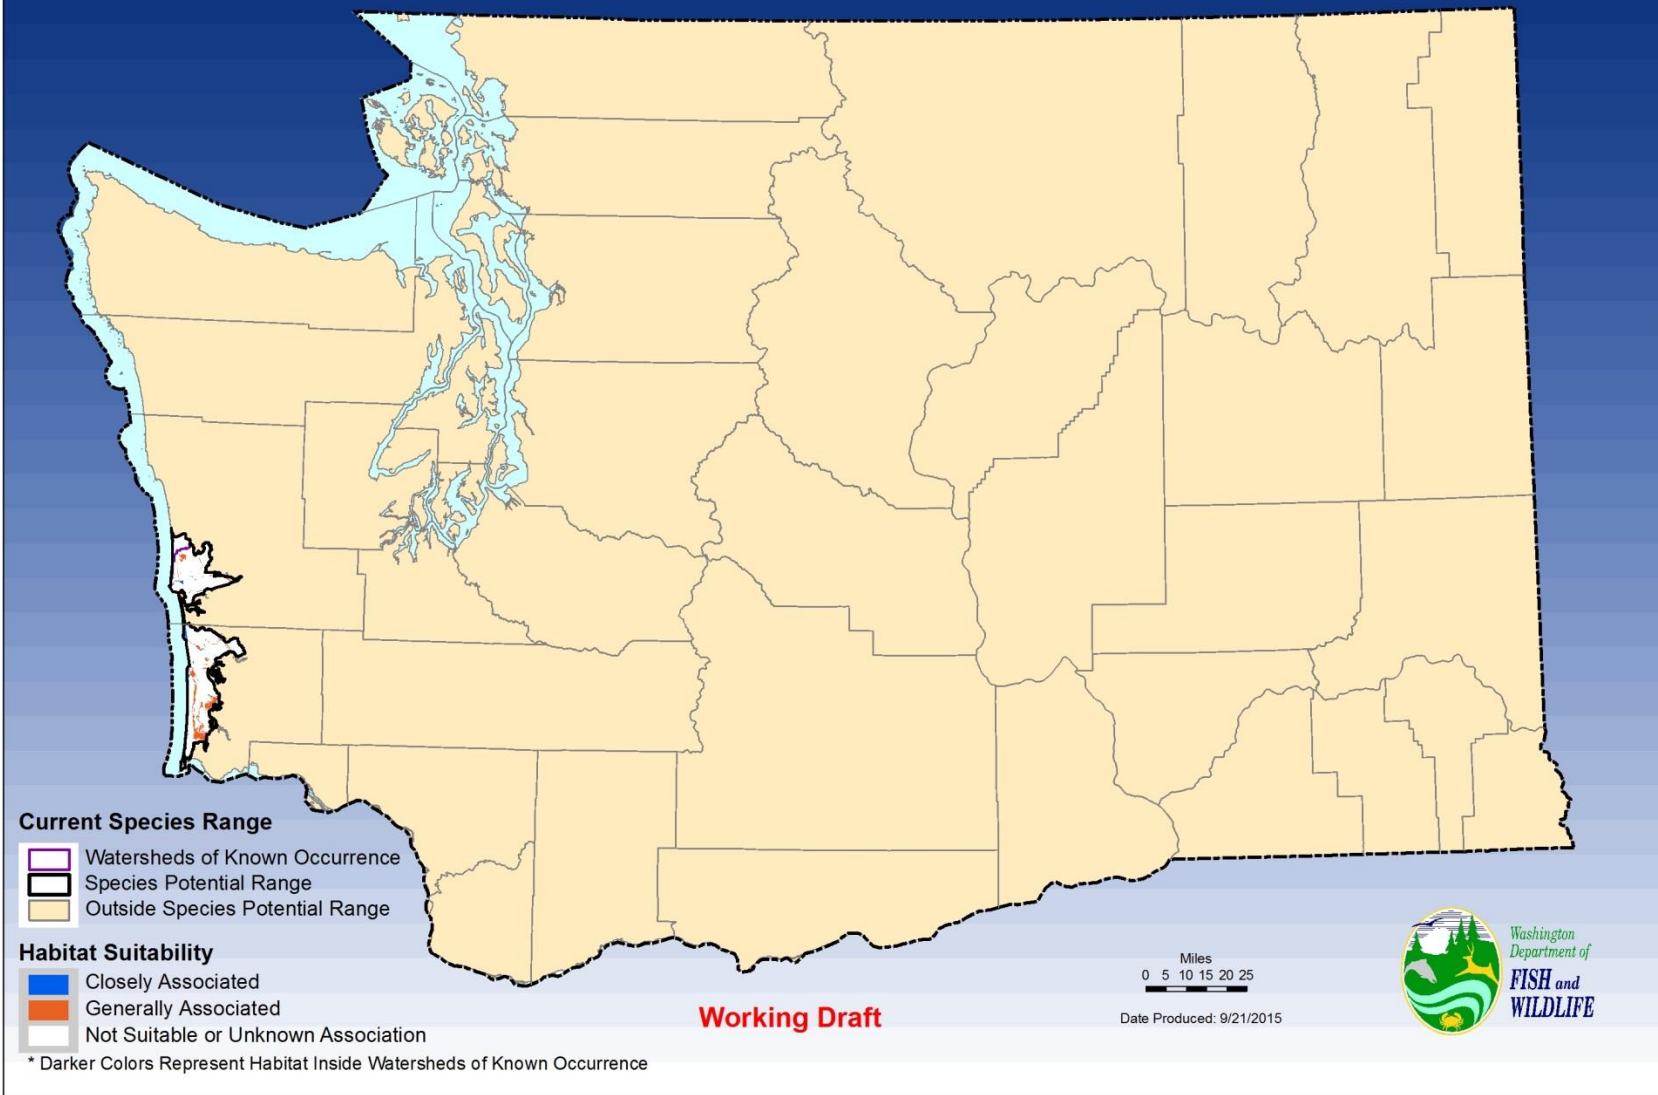 Current Species Range
Watersheds of Known Occurrence
Species Potential Range
Outside Species Potential Range
Habitat Suitability
Closely Associated
Generally Associated
Not Suitable or Unknown Association
* Darker Colors Represent Habitat Inside Watersheds of Known Occurrence
Working Draft
Miles
0 5 10 15 20 25
Date Produced: 9/21/2015
Washington
Department of
FISH and
WILDLIFE